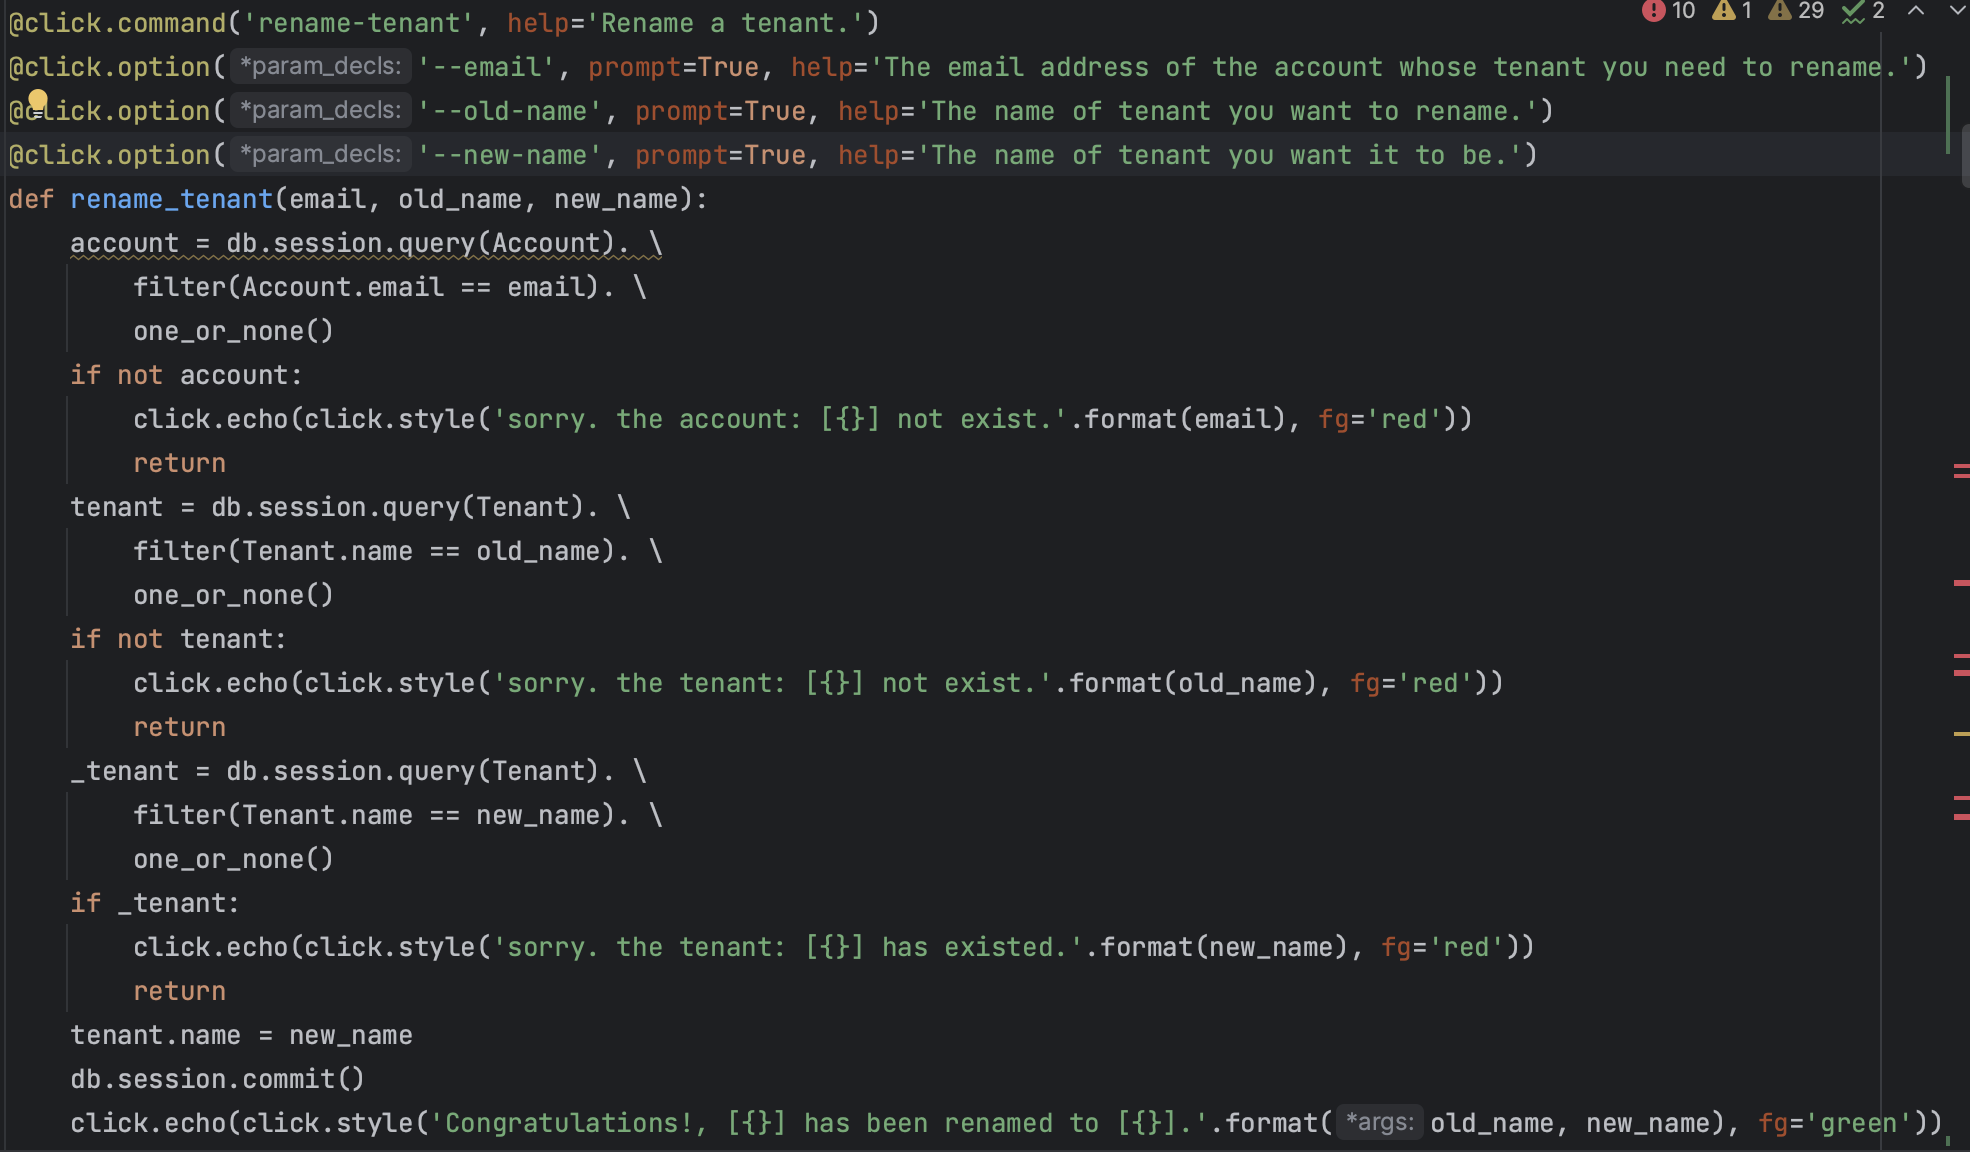 @click.command('rename-tenant', help='Rename a tenant.')
10 1 29 2
@click.option( *param_decls: '--email', prompt=True, help='The email address of the account whose tenant you need to rename.')
@click.option( *param_decls: '--old-name', prompt=True, help='The name of tenant you want to rename.')
@click.option( *param_decls: '--new-name', prompt=True, help='The name of tenant you want it to be.')
def rename_tenant(email, old_name, new_name):
    account = db.session.query(Account). \
        filter(Account.email == email). \
        one_or_none()
    if not account:
        click.echo(click.style('sorry. the account: [{}] not exist.'.format(email), fg='red'))
        return
    tenant = db.session.query(Tenant). \
        filter(Tenant.name == old_name). \
        one_or_none()
    if not tenant:
        click.echo(click.style('sorry. the tenant: [{}] not exist.'.format(old_name), fg='red'))
        return
    _tenant = db.session.query(Tenant). \
        filter(Tenant.name == new_name). \
        one_or_none()
    if _tenant:
        click.echo(click.style('sorry. the tenant: [{}] has existed.'.format(new_name), fg='red'))
        return
    tenant.name = new_name
    db.session.commit()
    click.echo(click.style('Congratulations!, [{}] has been renamed to [{}].'.format( *args: old_name, new_name), fg='green'))